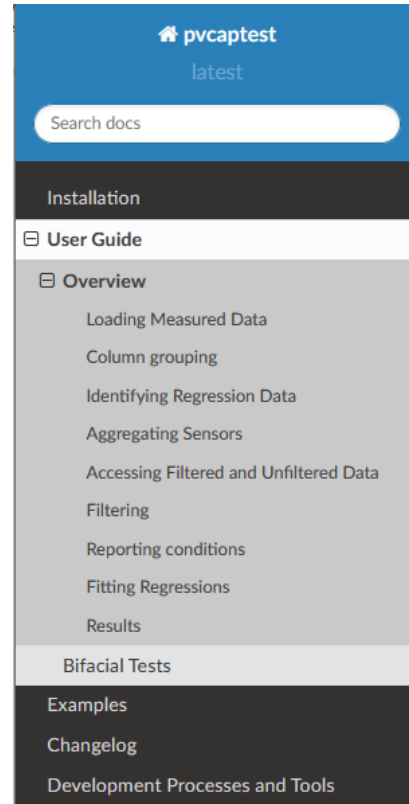 pvcaptest
latest
Search docs
Installation
User Guide
Overview
Loading Measured Data
Column grouping
Identifying Regression Data
Aggregating Sensors
Accessing Filtered and Unfiltered Data
Filtering
Reporting conditions
Fitting Regressions
Results
Bifacial Tests
Examples
Changelog
Development Processes and Tools